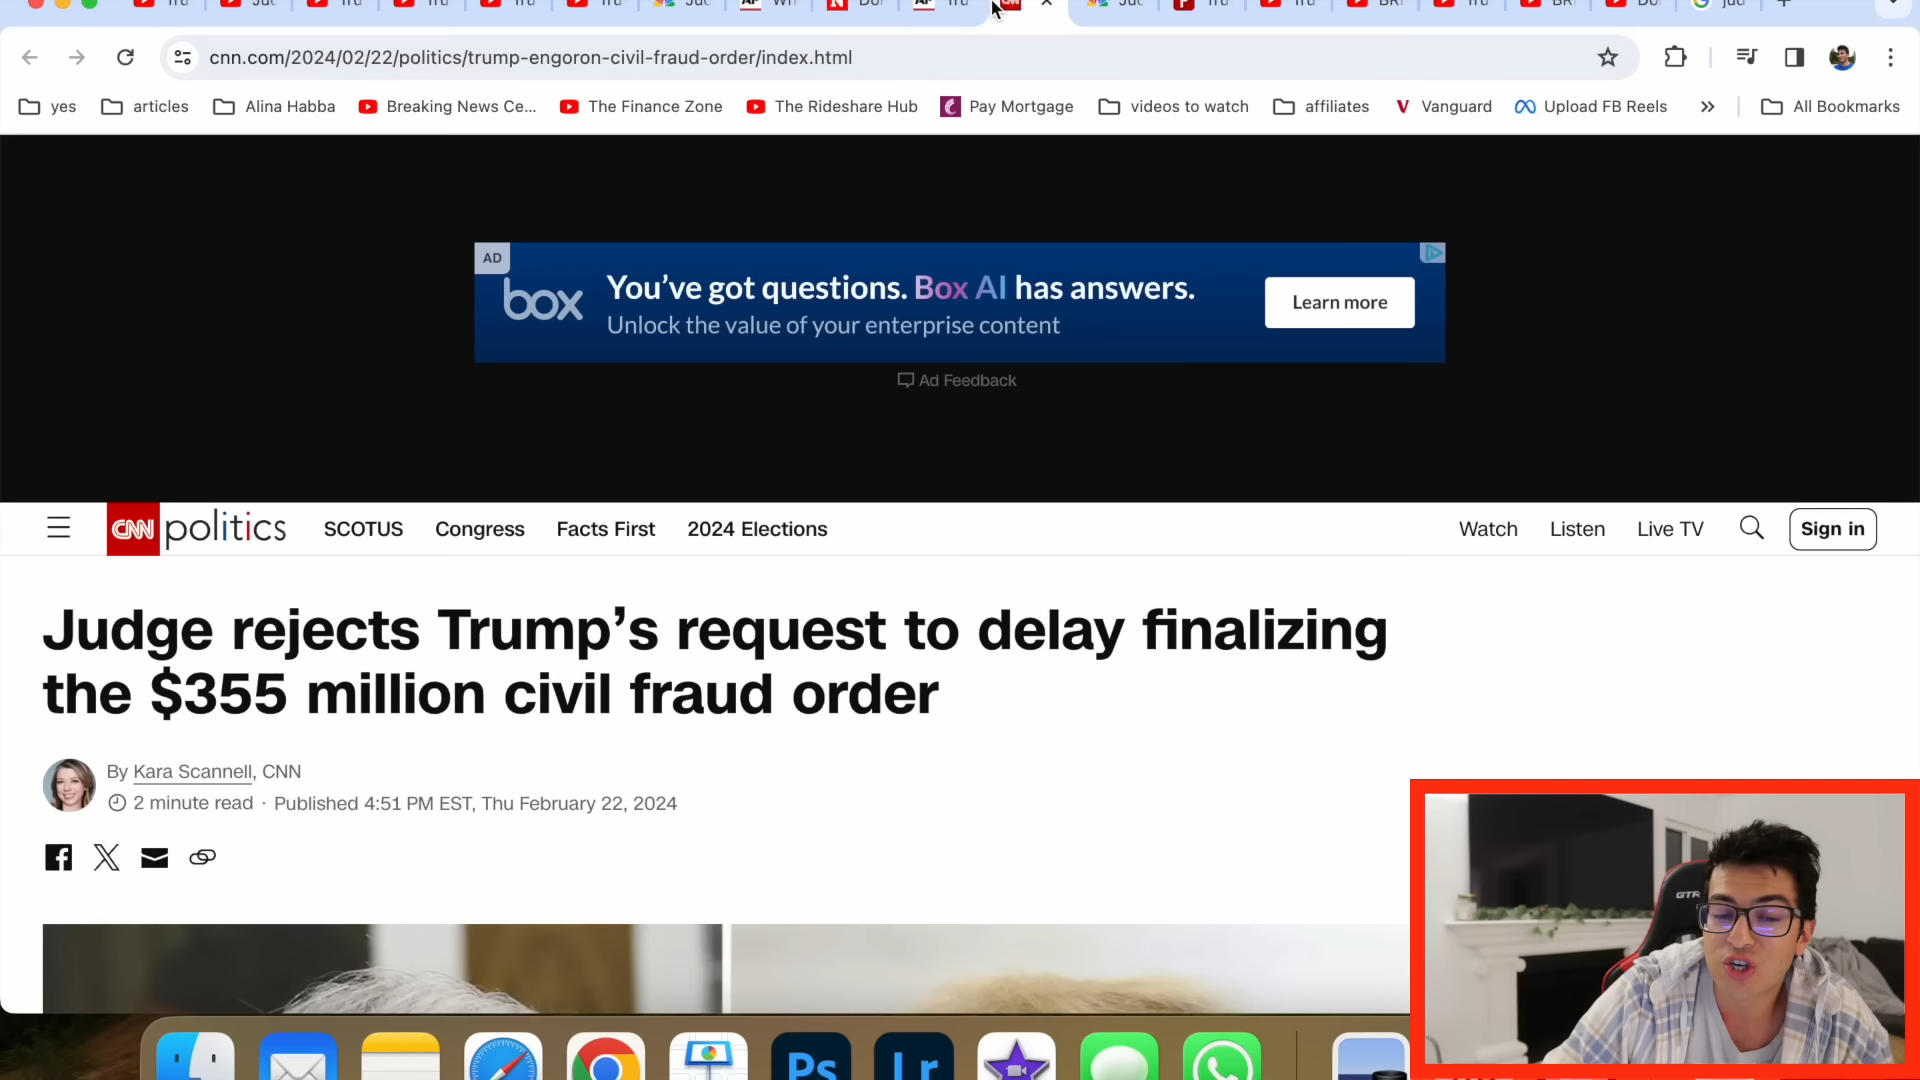 cnn.com/2024/02/22/politics/trump-engoron-civil-fraud-order/index.html
yes articles Alina Habba Breaking News Ce... The Finance Zone The Rideshare Hub Pay Mortgage videos to watch affiliates Vanguard Upload FB Reels All Bookmarks
AD
box
You've got questions. Box AI has answers.
Unlock the value of your enterprise content
Learn more
Ad Feedback
CNN politics SCOTUS Congress Facts First 2024 Elections Watch Listen Live TV Sign in
Judge rejects Trump's request to delay finalizing
the $355 million civil fraud order
By Kara Scannell, CNN
2 minute read · Published 4:51 PM EST, Thu February 22, 2024
GTR
Ps Lr